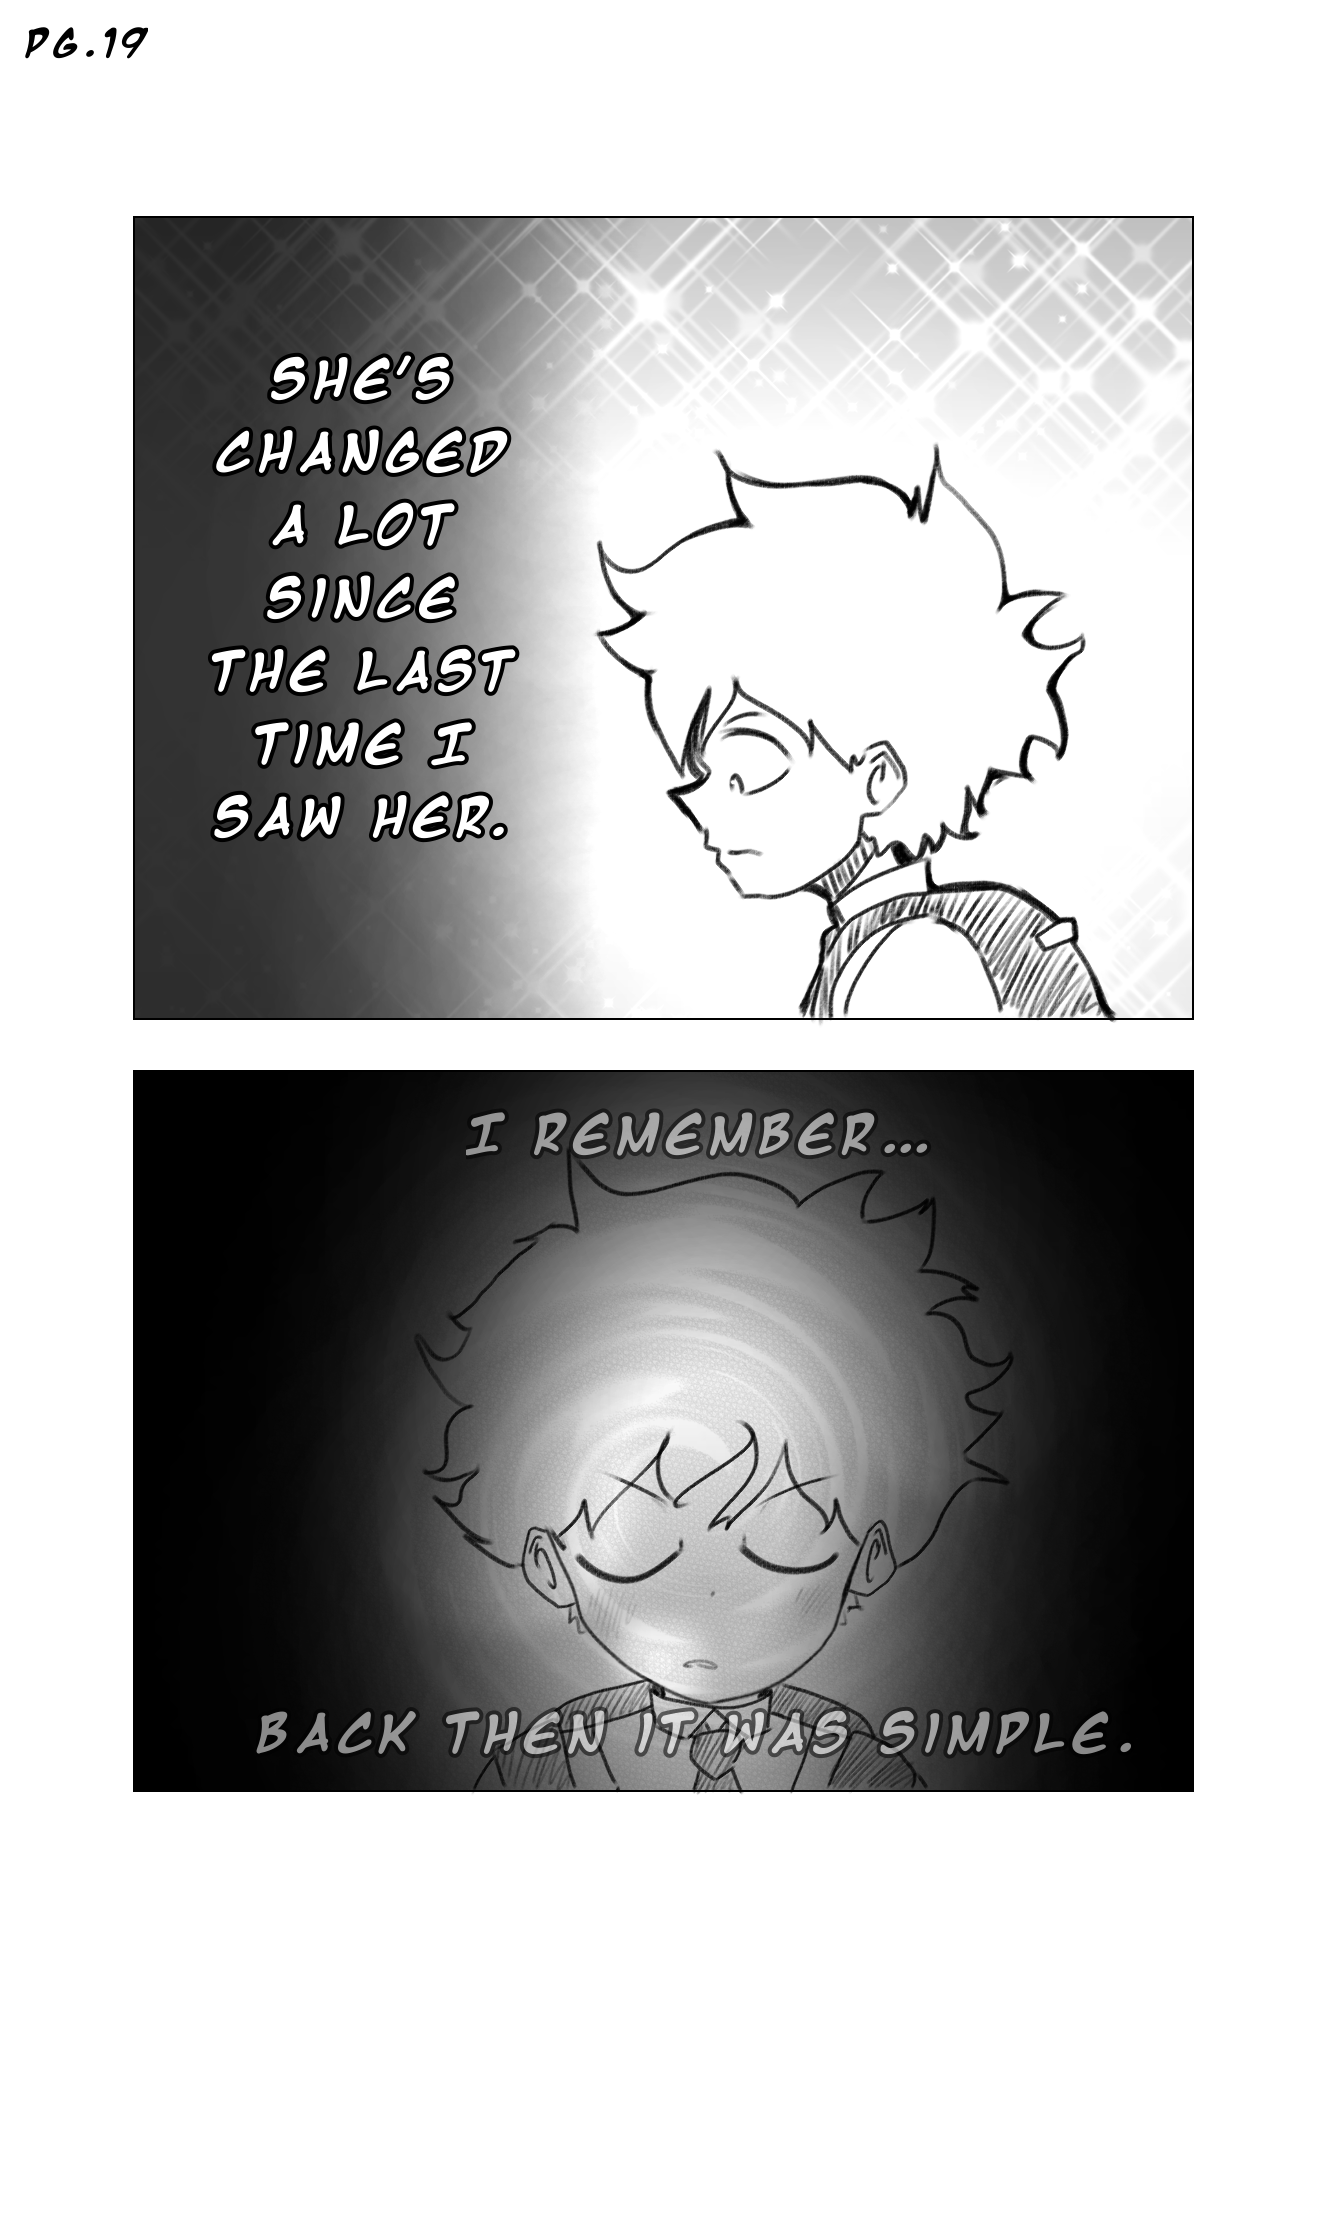 PG.19
SHE'S
CHANGED
A LOT
SINCE
THE LAST
TIME I
SAW HER.
I REMEMBER...
BACK THEN IT WAS SIMPLE.